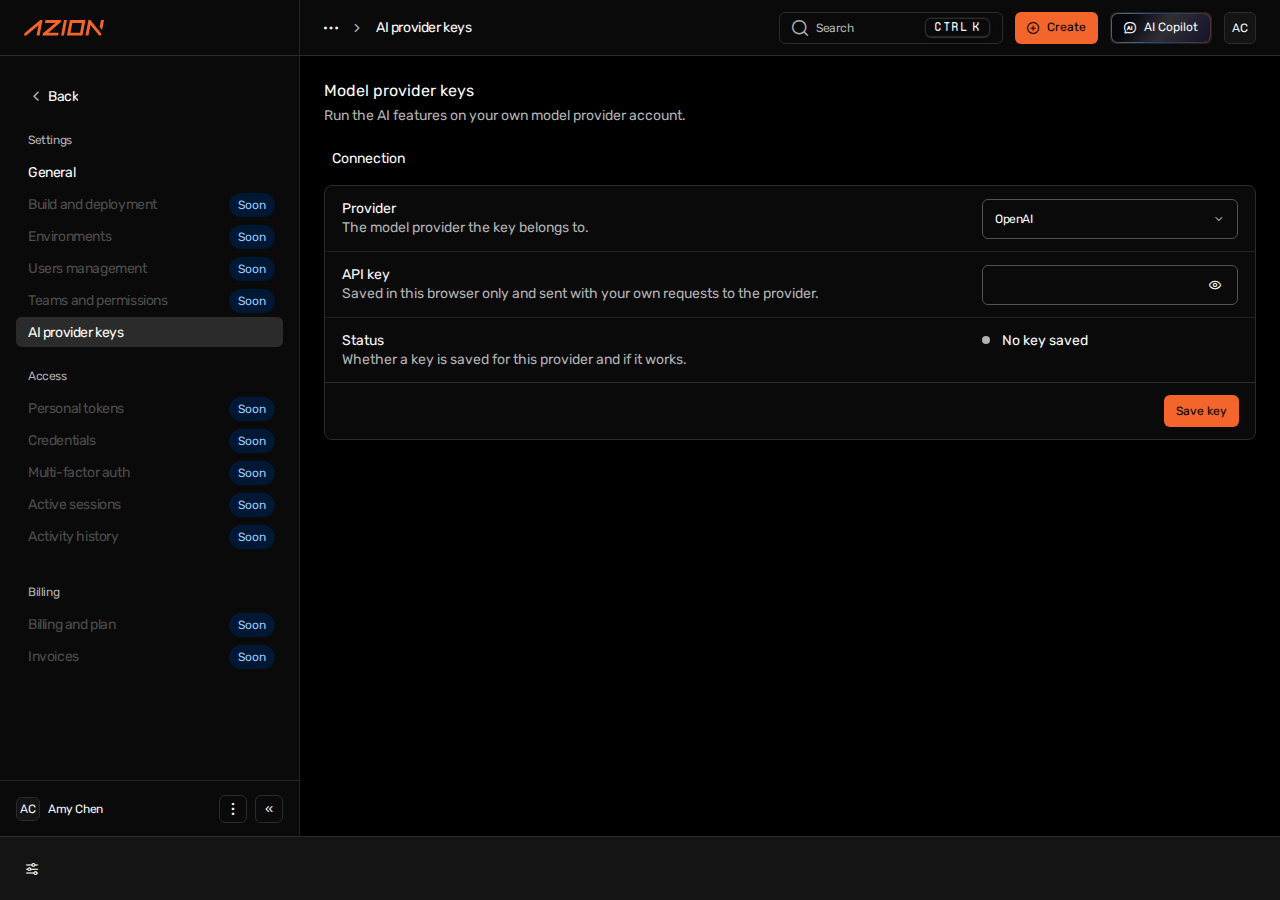 AZION
AI provider keys
Search
CTRL K
Create
AI Copilot
AC
Back
Settings
General
Build and deployment
Soon
Environments
Soon
Users management
Soon
Teams and permissions
Soon
AI provider keys
Access
Personal tokens
Soon
Credentials
Soon
Multi-factor auth
Soon
Active sessions
Soon
Activity history
Soon
Billing
Billing and plan
Soon
Invoices
Soon
AC
Amy Chen
Model provider keys
Run the AI features on your own model provider account.
Connection
Provider
The model provider the key belongs to.
OpenAI
API key
Saved in this browser only and sent with your own requests to the provider.
Status
Whether a key is saved for this provider and if it works.
No key saved
Save key